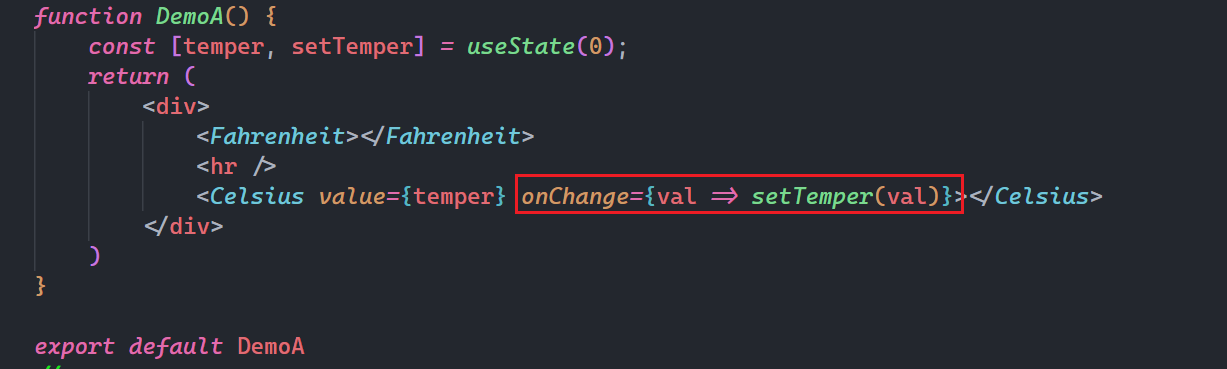 function DemoA() {
const [temper, setTemper] = useState(0);
return (
<div>
<Fahrenheit></Fahrenheit>
<hr />
<Celsius value={temper} onChange={val => setTemper(val)}></Celsius>
</div>
)
}
export default DemoA